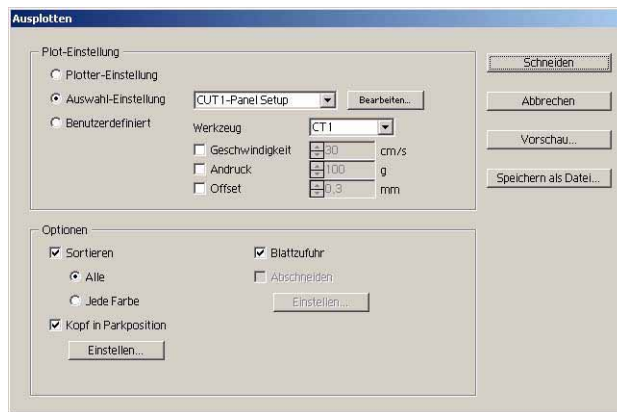 Ausplotten
Plot-Einstellung
Plotter-Einstellung
Auswahl-Einstellung
CUT1-Panel Setup
Bearbeiten...
Benutzerdefiniert
Werkzeug
CT1
Geschwindigkeit
30
cm/s
Andruck
100
g
Offset
0,3
mm
Schneiden
Abbrechen
Vorschau...
Speichern als Datei...
Optionen
Sortieren
Alle
Jede Farbe
Kopf in Parkposition
Einstellen...
Blattzufuhr
Abschneiden
Einstellen...